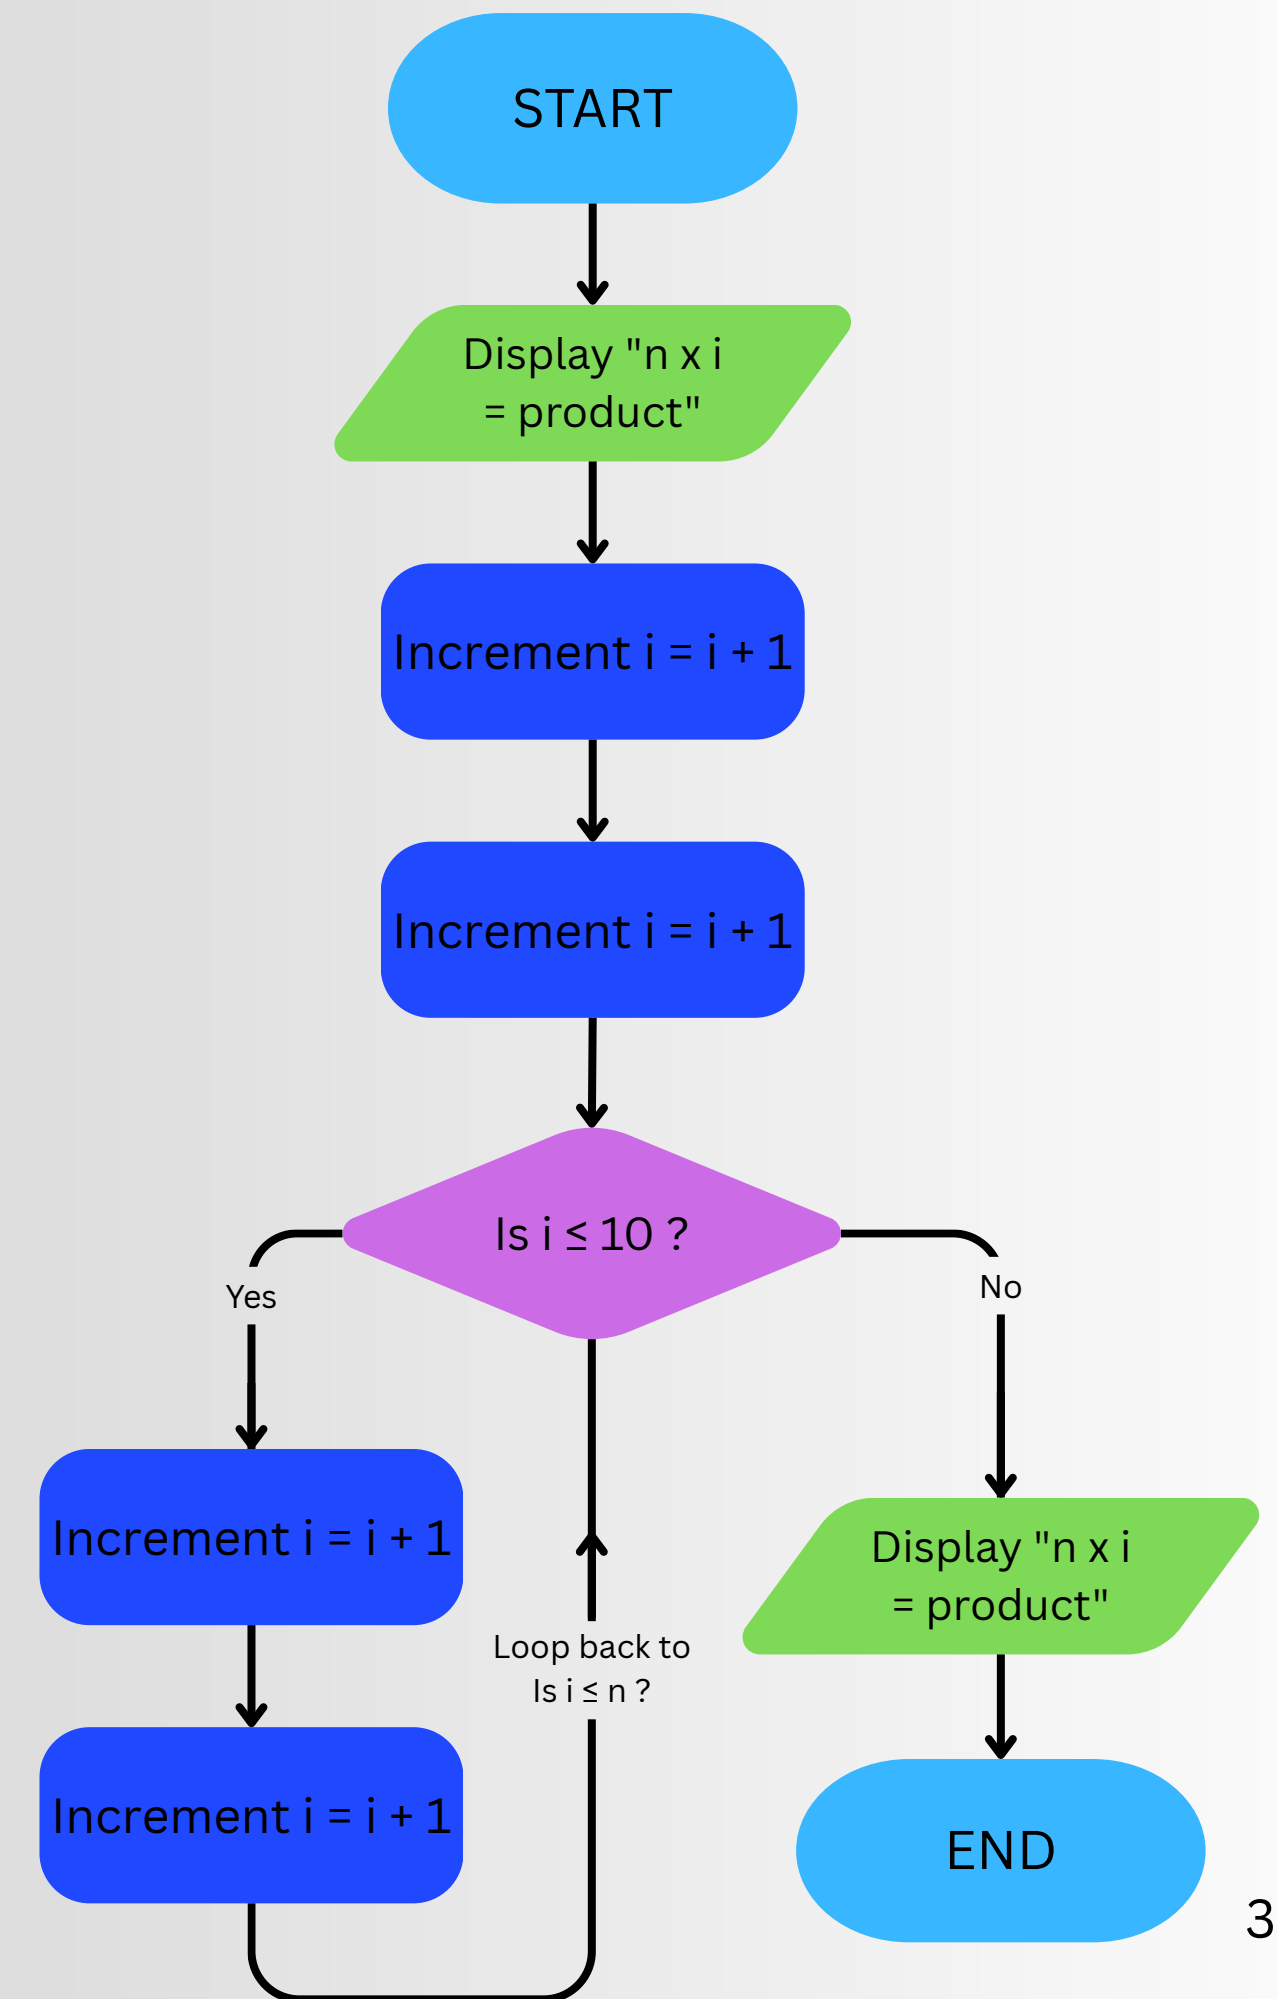 START
Display "n x i
= product"
Increment i = i + 1
Increment i = i + 1
Is i ≤ 10 ?
Yes
No
Increment i = i + 1
Increment i = i + 1
Loop back to
Is i ≤ n ?
Display "n x i
= product"
END
3